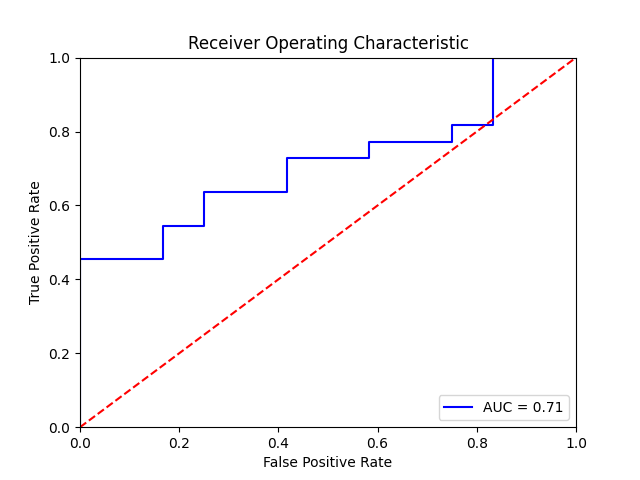 Receiver Operating Characteristic
1.0
0.8
0.6
0.4
0.2
0.0
True Positive Rate
AUC = 0.71
0.0 0.2 0.4 0.6 0.8 1.0
False Positive Rate